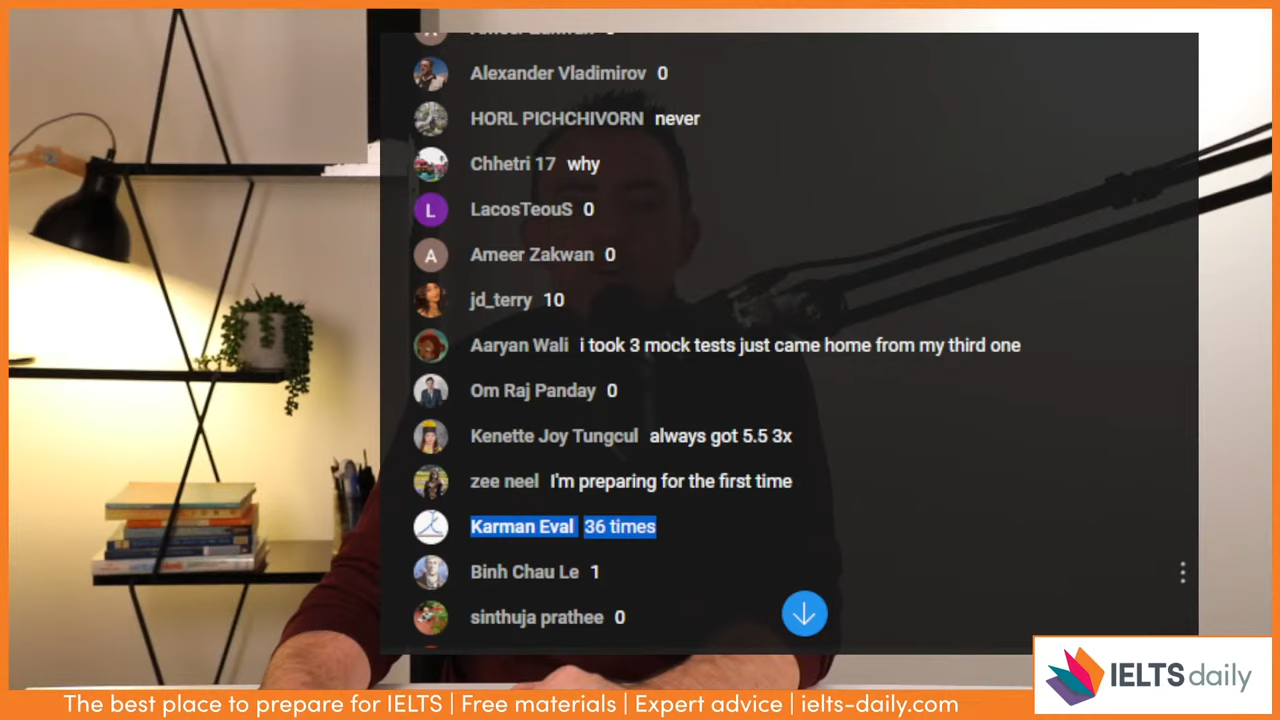 Alexander Vladimirov 0
HORL PICHCHIVORN never
Chhetri 17 why
L LacosTeouS 0
A Ameer Zakwan 0
jd_terry 10
Aaryan Wali i took 3 mock tests just came home from my third one
Om Raj Panday 0
Kenette Joy Tungcul always got 5.5 3x
zee neel I'm preparing for the first time
Karman Eval 36 times
Binh Chau Le 1
sinthuja prathee 0
IELTS daily
The best place to prepare for IELTS | Free materials | Expert advice | ielts-daily.com